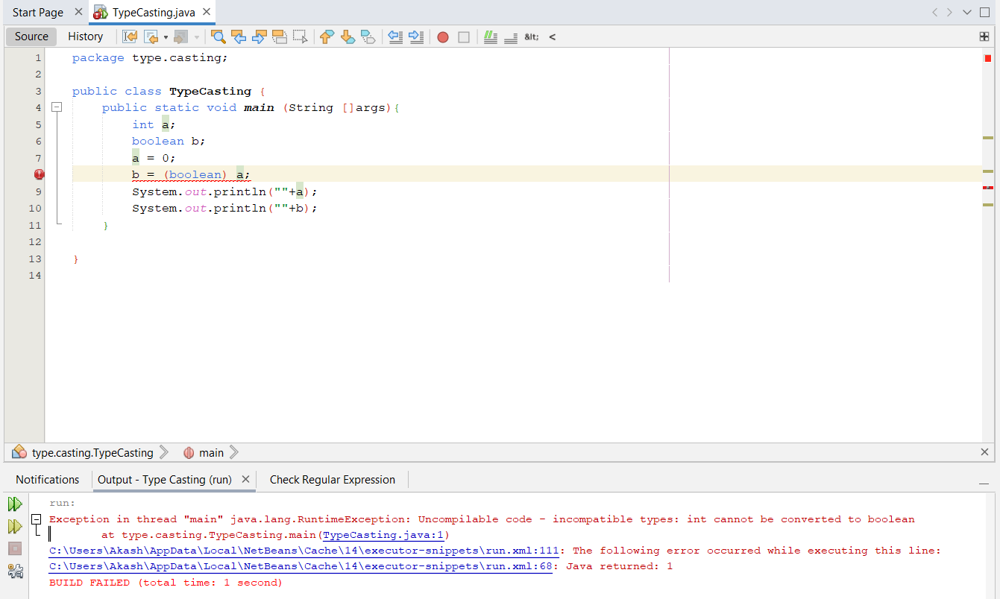 Start Page TypeCasting.java
Source History &lt; <
1 package type.casting;
2
3 public class TypeCasting {
4 public static void main (String []args){
5 int a;
6 boolean b;
7 a = 0;
b = (boolean) a;
9 System.out.println(""+a);
10 System.out.println(""+b);
11 }
12
13 }
14
type.casting.TypeCasting main
Notifications Output - Type Casting (run) Check Regular Expression
run:
Exception in thread "main" java.lang.RuntimeException: Uncompilable code - incompatible types: int cannot be converted to boolean
at type.casting.TypeCasting.main(TypeCasting.java:1)
C:\Users\Akash\AppData\Local\NetBeans\Cache\14\executor-snippets\run.xml:111: The following error occurred while executing this line:
C:\Users\Akash\AppData\Local\NetBeans\Cache\14\executor-snippets\run.xml:68: Java returned: 1
BUILD FAILED (total time: 1 second)